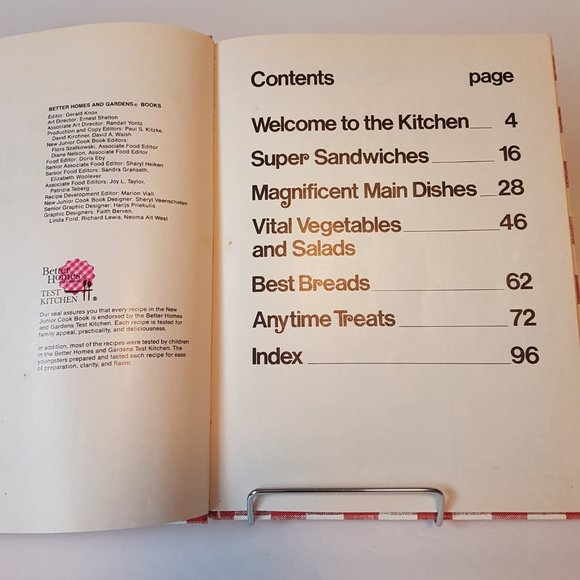 BETTER HOMES AND GARDENS® BOOKS
Editor: Gerald Knox
Art Director: Ernest Shelton
Associate Art Director: Randall Yontz
Production and Copy Editors: Paul S. Kitzke,
David Kirchner, David A. Walsh
New Junior Cook Book Editors:
Flora Szatkowski, Associate Food Editor
Diane Nelson, Associate Food Editor
Food Editor: Doris Eby
Senior Associate Food Editor: Sharyl Heiken
Senior Food Editors: Sandra Granseth,
Elizabeth Woolever
Associate Food Editors: Joy L. Taylor,
Patricia Teberg
Recipe Development Editor: Marion Viall
New Junior Cook Book Designer: Sheryl Veenschoten
Senior Graphic Designer: Harijs Priekulis
Graphic Designers: Faith Berven,
Linda Ford, Richard Lewis, Neoma Alt West
Better
Homes
TEST
KITCHEN ®
Our seal assures you that every recipe in the New
Junior Cook Book is endorsed by the Better Homes
and Gardens Test Kitchen. Each recipe is tested for
family appeal, practicality, and deliciousness.
In addition, most of the recipes were tested by children
in the Better Homes and Gardens Test Kitchen. The
youngsters prepared and tasted each recipe for ease
of preparation, clarity, and flavor.
Contents page
Welcome to the Kitchen 4
Super Sandwiches 16
Magnificent Main Dishes 28
Vital Vegetables 46
and Salads
Best Breads 62
Anytime Treats 72
Index 96